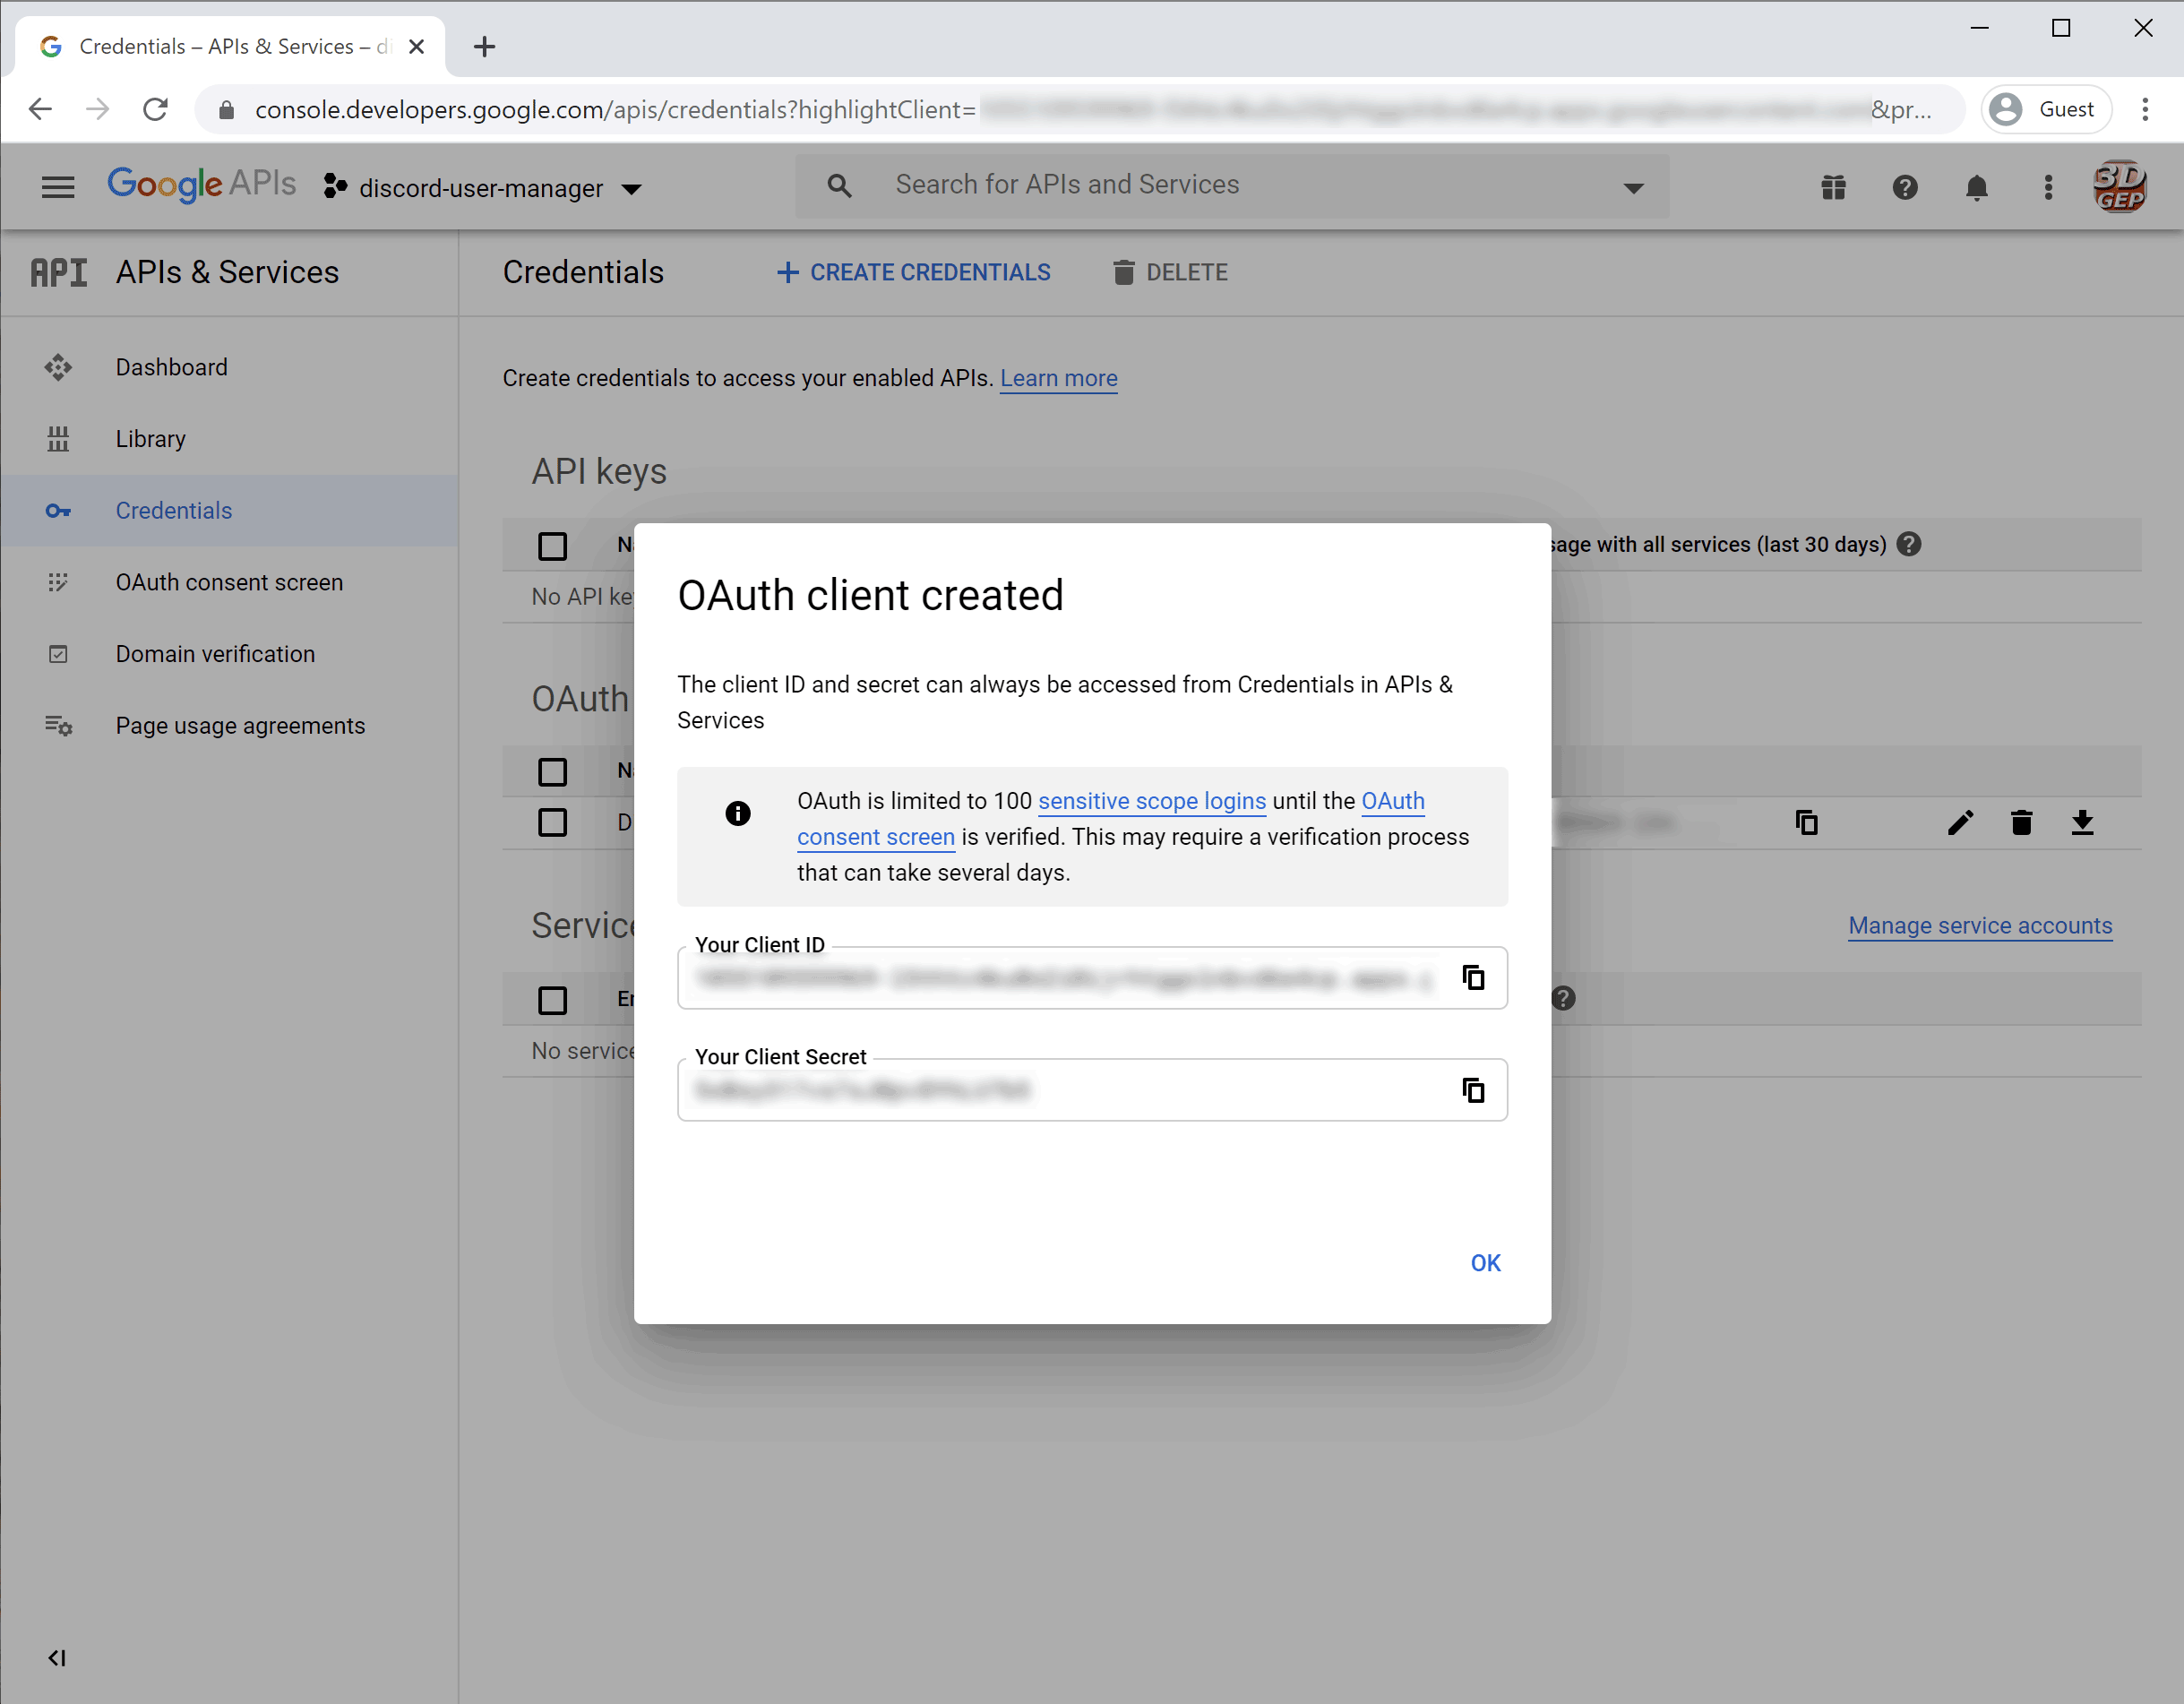 Credentials – APIs & Services – di
console.developers.google.com/apis/credentials?highlightClient= &pr...
Guest
Google APIs
discord-user-manager
Search for APIs and Services
3D
GEP
API APIs & Services
Credentials
CREATE CREDENTIALS
DELETE
Dashboard
Library
Credentials
OAuth consent screen
Domain verification
Page usage agreements
Create credentials to access your enabled APIs. Learn more
API keys
sage with all services (last 30 days)
No API
OAuth
Manage service accounts
No service
OAuth client created
The client ID and secret can always be accessed from Credentials in APIs &
Services
OAuth is limited to 100 sensitive scope logins until the OAuth
consent screen is verified. This may require a verification process
that can take several days.
Your Client ID
Your Client Secret
OK